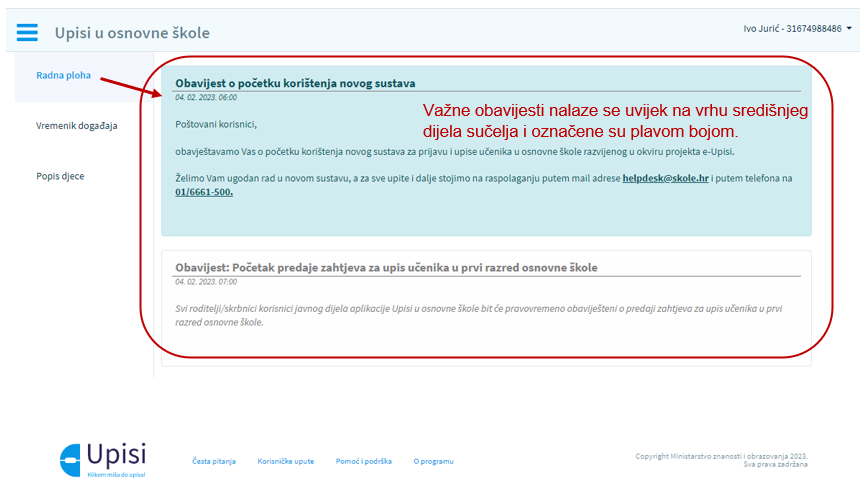 Upisi u osnovne škole
Ivo Jurić - 31674988486
Radna ploha
Vremenik događaja
Popis djece
Obavijest o početku korištenja novog sustava
04. 02. 2023. 06:00
Važne obavijesti nalaze se uvijek na vrhu središnjeg
dijela sučelja i označene su plavom bojom.
Poštovani korisnici,
obavještavamo Vas o početku korištenja novog sustava za prijavu i upise učenika u osnovne škole razvijenog u okviru projekta e-Upisi.
Želimo Vam ugodan rad u novom sustavu, a za sve upite i dalje stojimo na raspolaganju putem mail adrese helpdesk@skole.hr i putem telefona na
01/6661-500.
Obavijest: Početak predaje zahtjeva za upis učenika u prvi razred osnovne škole
04. 02. 2023. 07:00
Svi roditelji/skrbnici korisnici javnog dijela aplikacije Upisi u osnovne škole bit će pravovremeno obaviješteni o predaji zahtjeva za upis učenika u prvi
razred osnovne škole.
Upisi
Klikom miša do upisa!
Česta pitanja
Korisničke upute
Pomoć i podrška
O programu
Copyright Ministarstvo znanosti i obrazovanja 2023.
Sva prava zadržana